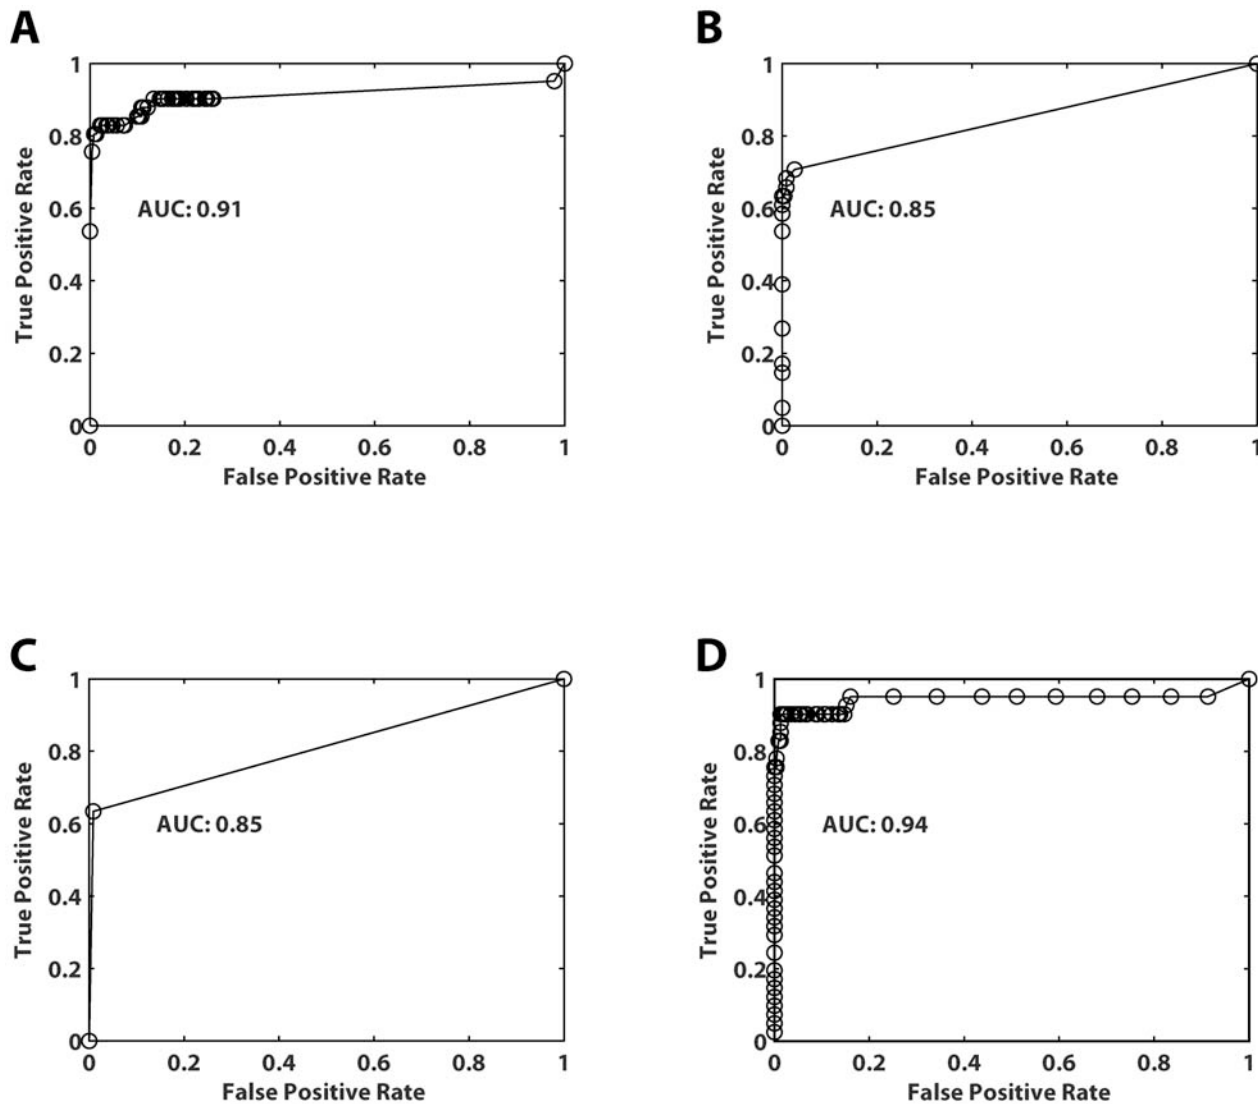 A
1
0.8
0.6
0.4
0.2
0
0 0.2 0.4 0.6 0.8 1
True Positive Rate
False Positive Rate
AUC: 0.91
B
1
0.8
0.6
0.4
0.2
0
0 0.2 0.4 0.6 0.8 1
True Positive Rate
False Positive Rate
AUC: 0.85
C
1
0.8
0.6
0.4
0.2
0
0 0.2 0.4 0.6 0.8 1
True Positive Rate
False Positive Rate
AUC: 0.85
D
1
0.8
0.6
0.4
0.2
0
0 0.2 0.4 0.6 0.8 1
True Positive Rate
False Positive Rate
AUC: 0.94